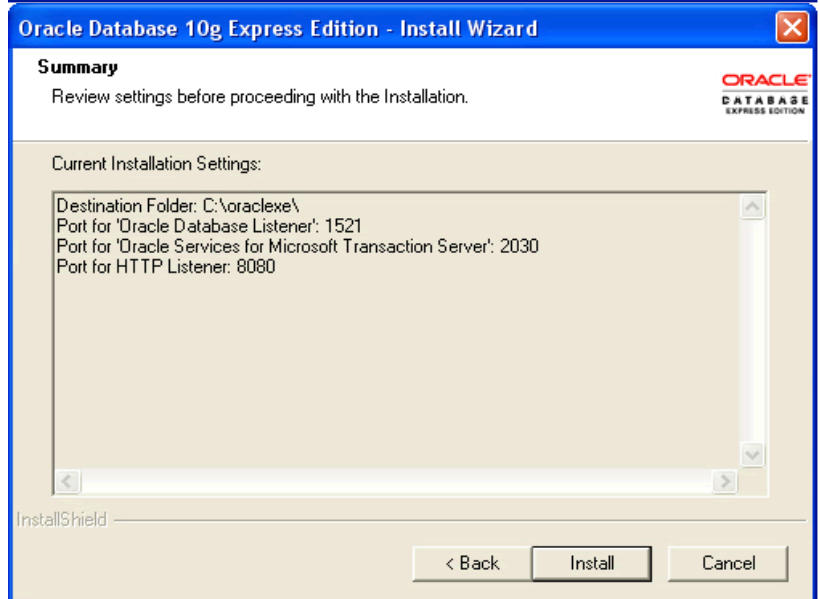 Oracle Database 10g Express Edition - Install Wizard
Summary
Review settings before proceeding with the Installation.
ORACLE
DATABASE
EXPRESS EDITION
Current Installation Settings:
Destination Folder: C:\oraclexe\
Port for 'Oracle Database Listener': 1521
Port for 'Oracle Services for Microsoft Transaction Server': 2030
Port for HTTP Listener: 8080
InstallShield
< Back
Install
Cancel